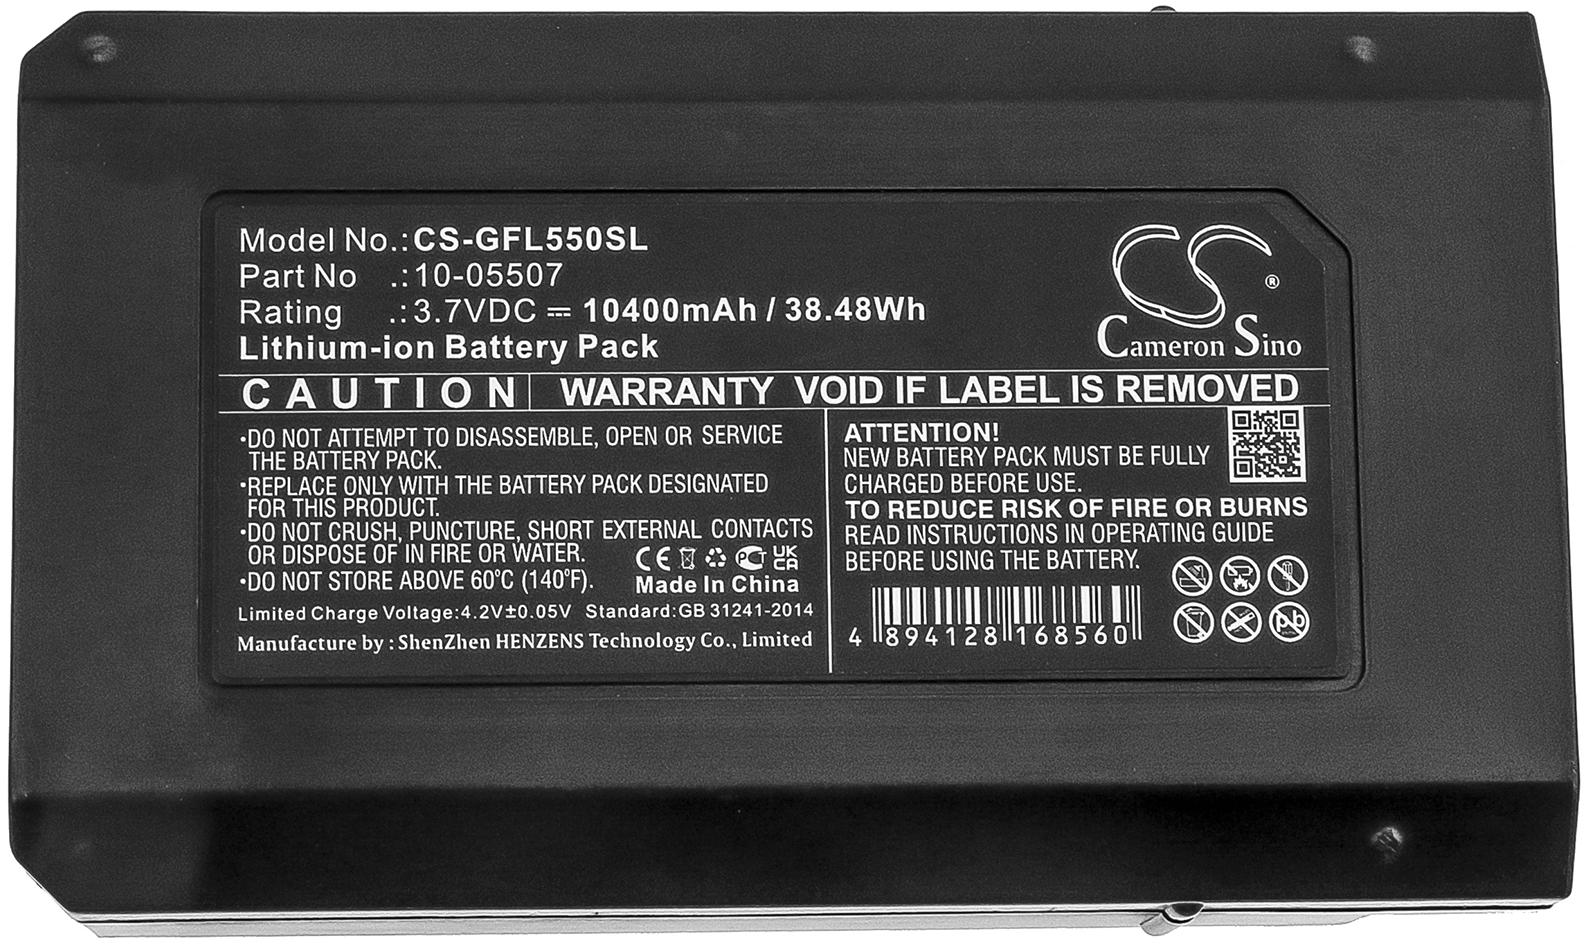 Model No.:CS-GFL550SL
Part No .:10-05507
Rating .:3.7VDC ⎓ 10400mAh / 38.48Wh
Lithium-ion Battery Pack
CS ®
Cameron Sino
CAUTION WARRANTY VOID IF LABEL IS REMOVED
·DO NOT ATTEMPT TO DISASSEMBLE, OPEN OR SERVICE
THE BATTERY PACK.
·REPLACE ONLY WITH THE BATTERY PACK DESIGNATED
FOR THIS PRODUCT.
·DO NOT CRUSH, PUNCTURE, SHORT EXTERNAL CONTACTS
OR DISPOSE OF IN FIRE OR WATER.
·DO NOT STORE ABOVE 60°C (140°F).
CE PCT UK CA
Made In China
Limited Charge Voltage:4.2V±0.05V Standard:GB 31241-2014
Manufacture by : ShenZhen HENZENS Technology Co., Limited
ATTENTION!
NEW BATTERY PACK MUST BE FULLY
CHARGED BEFORE USE.
TO REDUCE RISK OF FIRE OR BURNS
READ INSTRUCTIONS IN OPERATING GUIDE
BEFORE USING THE BATTERY.
4 894128 168560
Pb